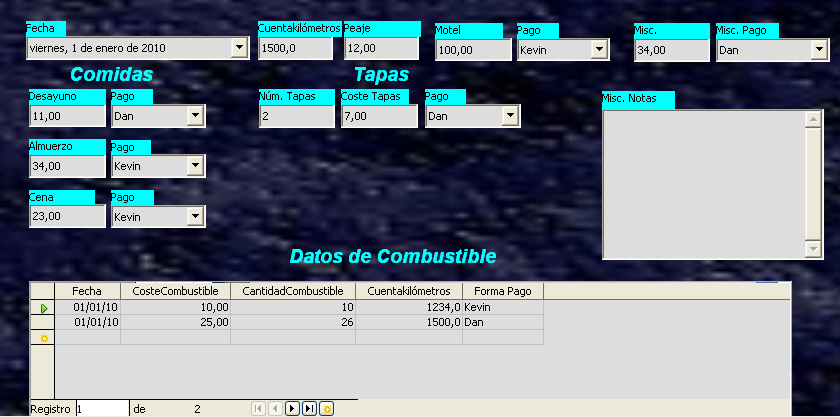 Fecha Cuentakilómetros Peaje Motel Pago Misc. Misc. Pago
viernes, 1 de enero de 2010 1500,0 12,00 100,00 Kevin 34,00 Dan
Comidas Tapas
Desayuno Pago Núm. Tapas Coste Tapas Pago Misc. Notas
11,00 Dan 2 7,00 Dan
Almuerzo Pago
34,00 Kevin
Cena Pago
23,00 Kevin
Datos de Combustible
Fecha CosteCombustible CantidadCombustible Cuentakilómetros Forma Pago
01/01/10 10,00 10 1234,0 Kevin
01/01/10 25,00 26 1500,0 Dan
Registro 1 de 2